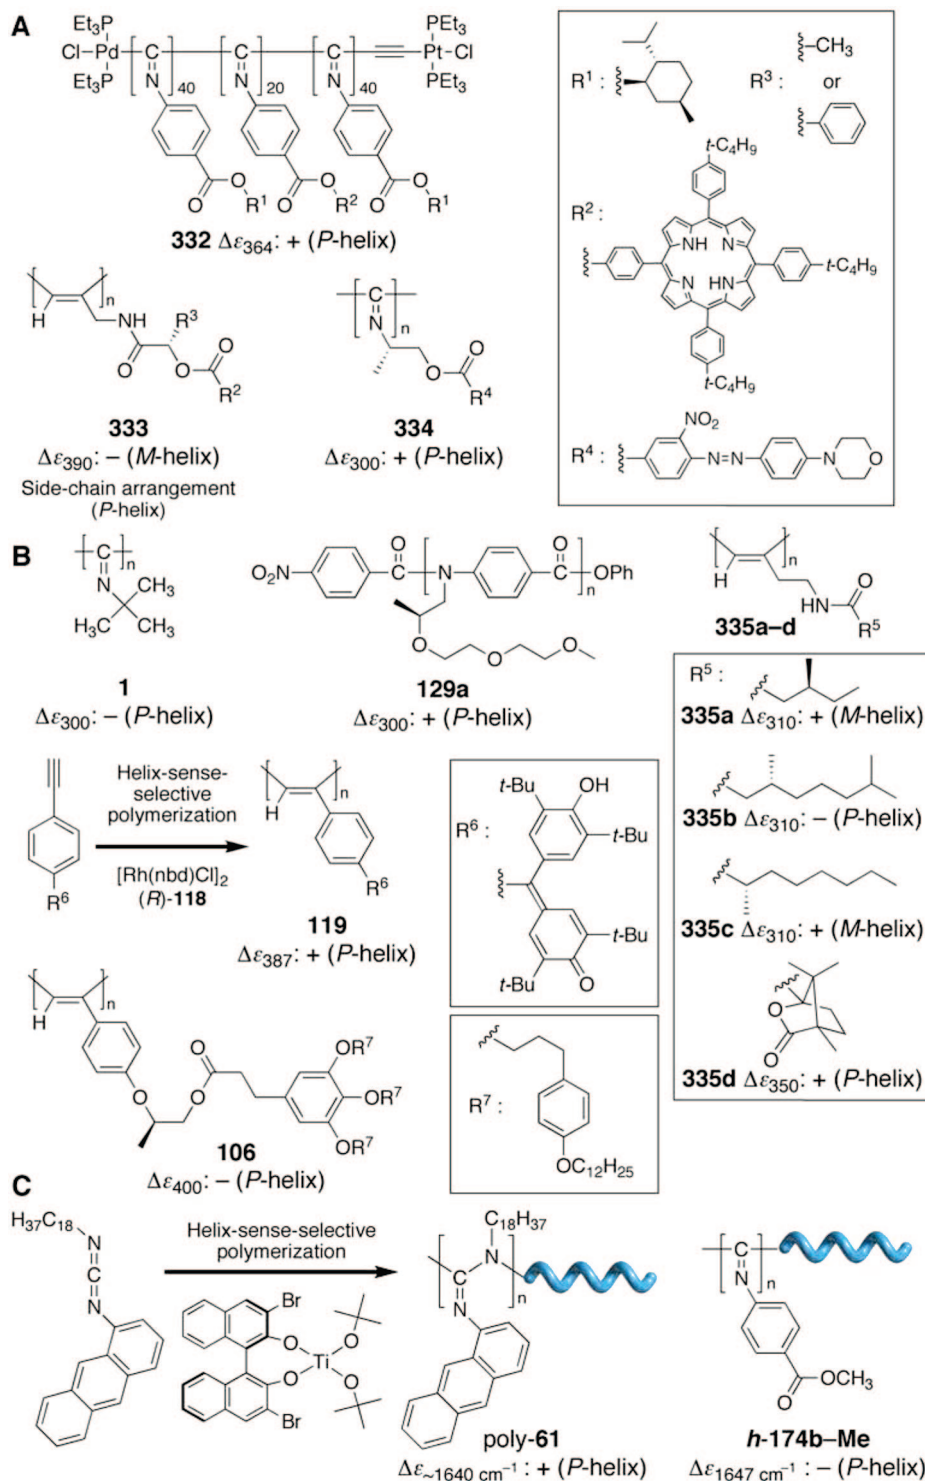 A
Et3P PEt3
Cl-Pd [C]40 [C]20 [C]40 Pt-Cl
Et3P N N N PEt3
O O O O O O
R1 R2 R1
332 Δε364: + (P-helix)
R1 :
R3 :
CH3
or
R2 :
t-C4H9
NH N
t-C4H9
N HN
t-C4H9
R4 :
NO2
N=N
N O
H n
NH
R3
O O O
R2
333
Δε390: – (M-helix)
Side-chain arrangement
(P-helix)
C
N n
O O
R4
334
Δε300: + (P-helix)
B
C n
N
CH3
H3C CH3
1
Δε300: – (P-helix)
O2N C N C OPh
O O n
O O O
129a
Δε300: + (P-helix)
H n
HN O
R5
335a–d
R5 :
335a Δε310: + (M-helix)
335b Δε310: – (P-helix)
335c Δε310: + (M-helix)
O
O
335d Δε350: + (P-helix)
R6
Helix-sense-
selective
polymerization
[Rh(nbd)Cl]2
(R)-118
H n
R6
119
Δε387: + (P-helix)
R6 :
t-Bu OH
t-Bu
t-Bu
t-Bu O
H n
O O O
OR7
OR7
OR7
106
Δε400: – (P-helix)
R7 :
OC12H25
C
H37C18
N
C
N
Helix-sense-selective
polymerization
Br
O O
Ti
O O
Br
C18H37
N
C n
N
poly-61
Δε~1640 cm–1: + (P-helix)
C
N n
O OCH3
h-174b–Me
Δε1647 cm–1: – (P-helix)